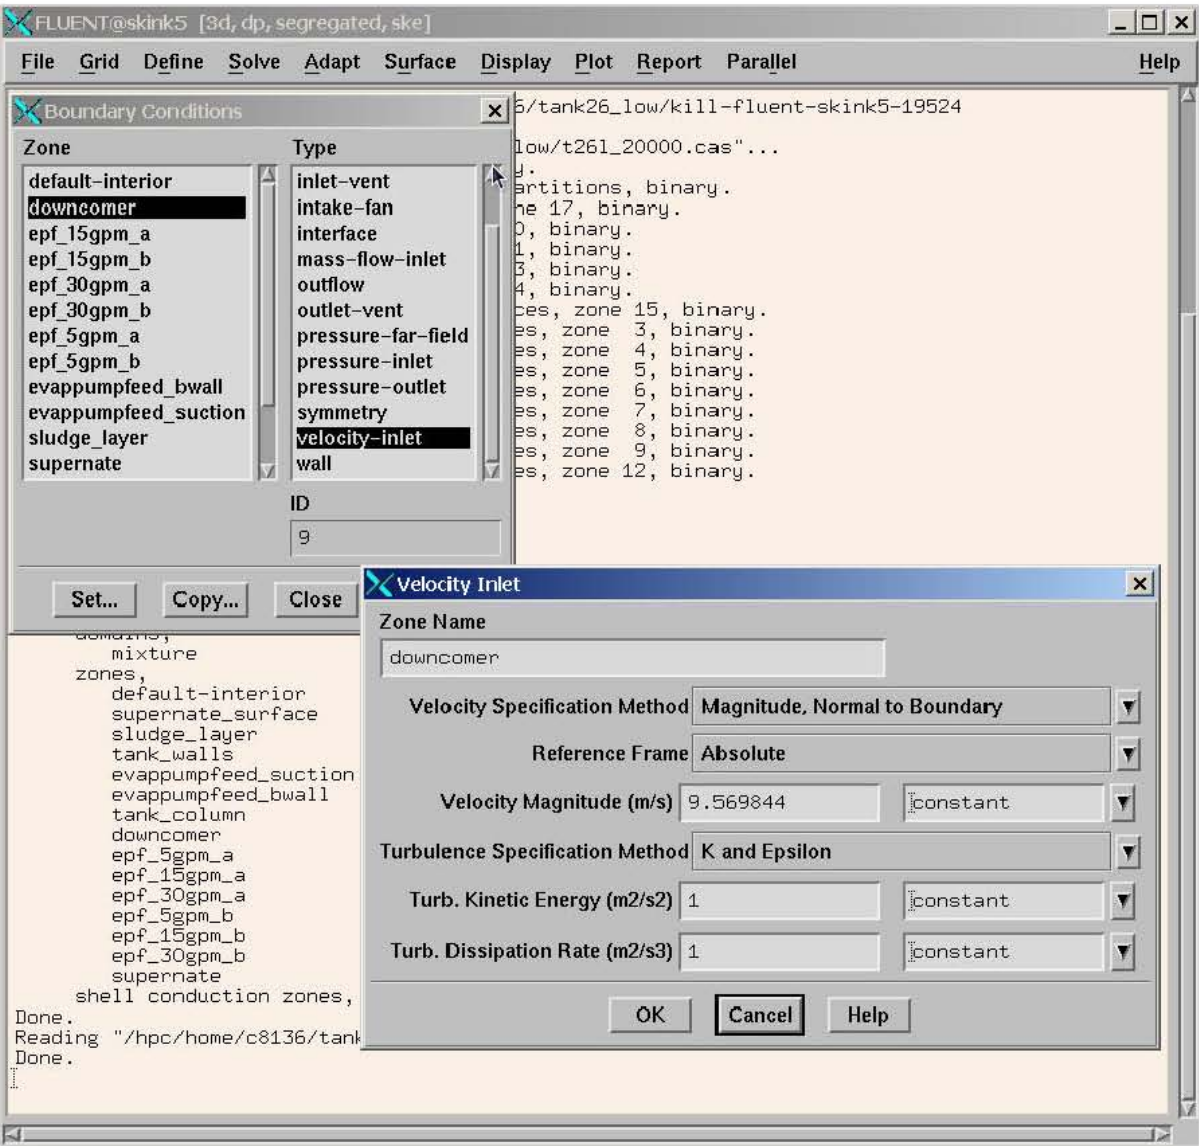 FLUENT@skink5 [3d, dp, segregated, ske]
File Grid Define Solve Adapt Surface Display Plot Report Parallel Help
Boundary Conditions
Zone
default-interior
downcomer
epf_15gpm_a
epf_15gpm_b
epf_30gpm_a
epf_30gpm_b
epf_5gpm_a
epf_5gpm_b
evappumpfeed_bwall
evappumpfeed_suction
sludge_layer
supernate
Type
inlet-vent
intake-fan
interface
mass-flow-inlet
outflow
outlet-vent
pressure-far-field
pressure-inlet
pressure-outlet
symmetry
velocity-inlet
wall
ID
9
Set... Copy... Close
/tank26_low/kill-fluent-skink5-19524
low/t26l_20000.cas"...
y.
artitions, binary.
ne 17, binary.
0, binary.
1, binary.
3, binary.
4, binary.
ces, zone 15, binary.
es, zone 3, binary.
es, zone 4, binary.
es, zone 5, binary.
es, zone 6, binary.
es, zone 7, binary.
es, zone 8, binary.
es, zone 9, binary.
es, zone 12, binary.
domains,
mixture
zones,
default-interior
supernate_surface
sludge_layer
tank_walls
evappumpfeed_suction
evappumpfeed_bwall
tank_column
downcomer
epf_5gpm_a
epf_15gpm_a
epf_30gpm_a
epf_5gpm_b
epf_15gpm_b
epf_30gpm_b
supernate
shell conduction zones,
Done.
Reading "/hpc/home/c8136/tank
Done.
Velocity Inlet
Zone Name
downcomer
Velocity Specification Method Magnitude, Normal to Boundary
Reference Frame Absolute
Velocity Magnitude (m/s) 9.569844 constant
Turbulence Specification Method K and Epsilon
Turb. Kinetic Energy (m2/s2) 1 constant
Turb. Dissipation Rate (m2/s3) 1 constant
OK Cancel Help